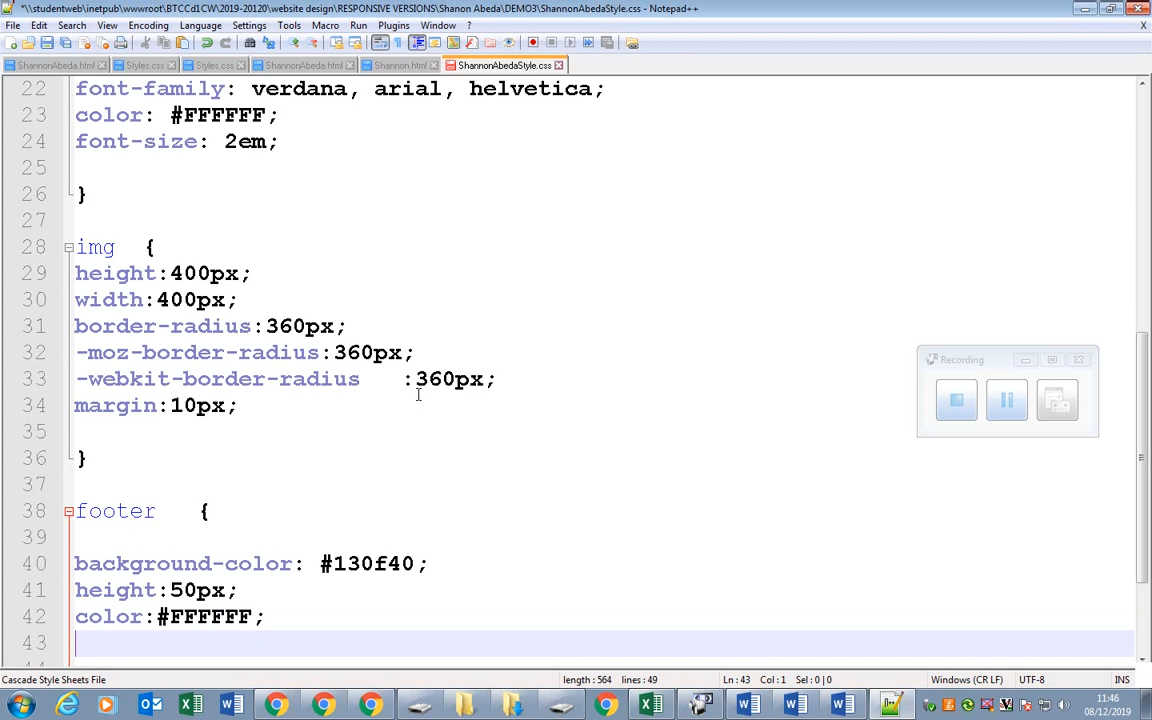 *\\studentweb\inetpub\wwwroot\BTCCd1CW\2019-20120\website design\RESPONSIVE VERSIONS\Shanon Abeda\DEMO3\ShannonAbedaStyle.css - Notepad++
File Edit Search View Encoding Language Settings Tools Macro Run Plugins Window ? X
ShannonAbeda.html Styles.css Styles.css ShannonAbeda.html Shannon.html ShannonAbedaStyle.css
22 font-family: verdana, arial, helvetica;
23 color: #FFFFFF;
24 font-size: 2em;
25
26 }
27
28 img {
29 height:400px;
30 width:400px;
31 border-radius:360px;
32 -moz-border-radius:360px;
33 -webkit-border-radius :360px;
34 margin:10px;
35
36 }
37
38 footer {
39
40 background-color: #130f40;
41 height:50px;
42 color:#FFFFFF;
43
Recording
Cascade Style Sheets File length : 564 lines : 49 Ln : 43 Col : 1 Sel : 0 | 0 Windows (CR LF) UTF-8 INS
11:46
08/12/2019